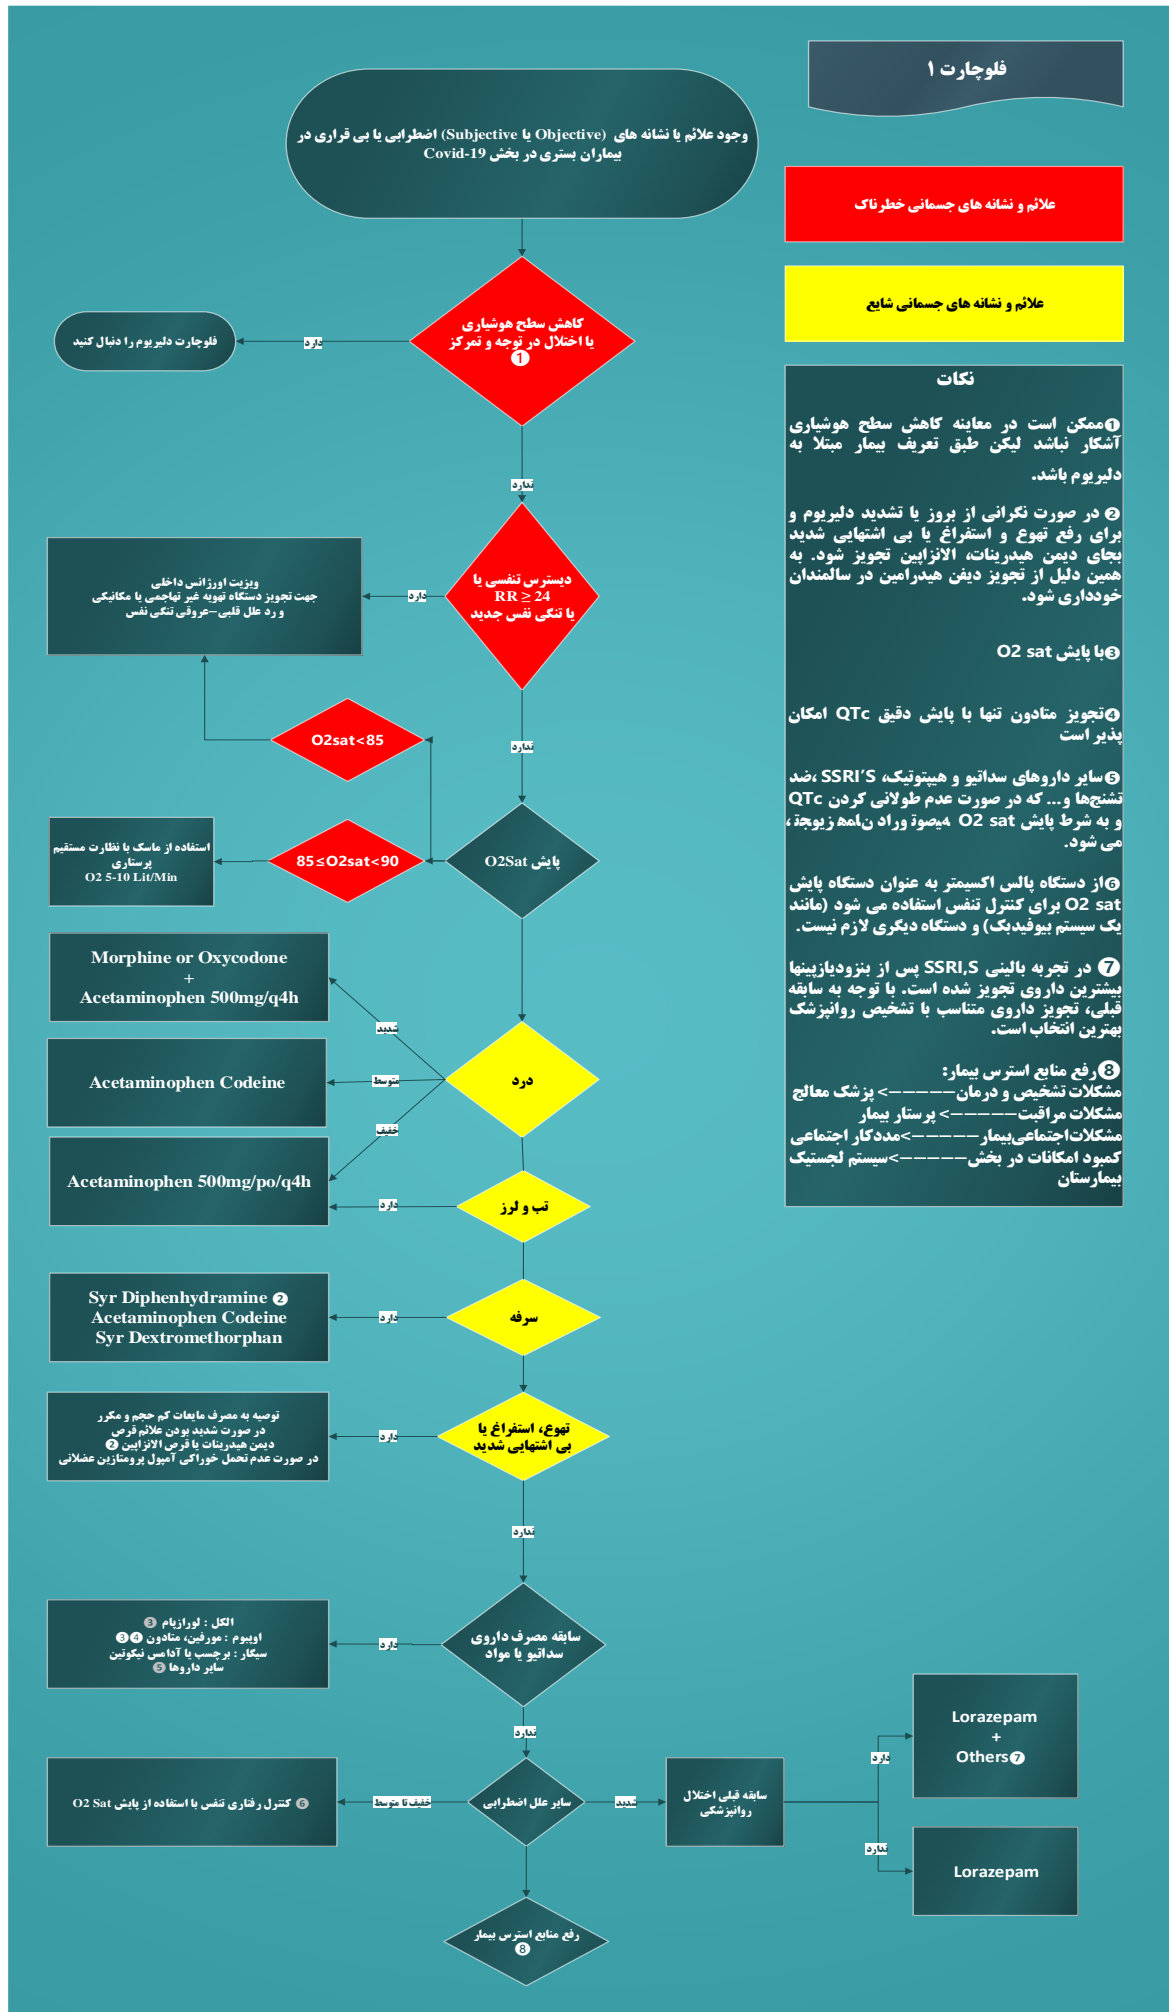 فلوچارت ۱
وجود علائم یا نشانه های (Objective یا Subjective) اضطرابی یا بی قراری در
بیماران بستری در بخش Covid-19
علائم و نشانه های جسمانی خطرناک
علائم و نشانه های جسمانی شایع
کاهش سطح هوشیاری
یا اختلال در توجه و تمرکز
❶
دارد
فلوچارت دلیریوم را دنبال کنید
ندارد
دیسترس تنفسی یا
RR ≥ 24
یا تنگی نفس جدید
دارد
ویزیت اورژانس داخلی
جهت تجویز دستگاه تهویه غیر تهاجمی یا مکانیکی
و رد علل قلبی–عروقی تنگی نفس
ندارد
O2sat<85
پایش O2Sat
85≤O2sat<90
استفاده از ماسک با نظارت مستقیم
پرستاری
O2 5-10 Lit/Min
درد
شدید
Morphine or Oxycodone
+
Acetaminophen 500mg/q4h
متوسط
Acetaminophen Codeine
خفیف
Acetaminophen 500mg/po/q4h
تب و لرز
دارد
سرفه
دارد
Syr Diphenhydramine ❷
Acetaminophen Codeine
Syr Dextromethorphan
تهوع، استفراغ یا
بی اشتهایی شدید
دارد
توصیه به مصرف مایعات کم حجم و مکرر
در صورت شدید بودن علائم قرص
دیمن هیدرینات یا قرص الانزاپین ❷
در صورت عدم تحمل خوراکی آمپول پرومتازین عضلانی
ندارد
سابقه مصرف داروی
سداتیو یا مواد
دارد
الکل : لورازپام ❸
اوپیوم : مورفین، متادون ❹❸
سیگار : برچسب یا آدامس نیکوتین
سایر داروها ❺
ندارد
سایر علل اضطرابی
خفیف تا متوسط
❻ کنترل رفتاری تنفس با استفاده از پایش O2 Sat
شدید
سابقه قبلی اختلال
روانپزشکی
دارد
Lorazepam
+
Others❼
ندارد
Lorazepam
رفع منابع استرس بیمار
❽
نکات
❶ممکن است در معاینه کاهش سطح هوشیاری
آشکار نباشد لیکن طبق تعریف بیمار مبتلا به
دلیریوم باشد.
❷ در صورت نگرانی از بروز یا تشدید دلیریوم و
برای رفع تهوع و استفراغ یا بی اشتهایی شدید
بجای دیمن هیدرینات، الانزاپین تجویز شود. به
همین دلیل از تجویز دیفن هیدرامین در سالمندان
خودداری شود.
❸با پایش O2 sat
❹تجویز متادون تنها با پایش دقیق QTc امکان
پذیر است
❺سایر داروهای سداتیو و هیپنوتیک، SSRI'S ،ضد
تشنج‌ها و... که در صورت عدم طولانی کردن QTc
و به شرط پایش O2 sat
می شود.
❻از دستگاه پالس اکسیمتر به عنوان دستگاه پایش
O2 sat برای کنترل تنفس استفاده می شود (مانند
یک سیستم بیوفیدبک) و دستگاه دیگری لازم نیست.
❼ در تجربه بالینی SSRI,S پس از بنزودیازپینها
بیشترین داروی تجویز شده است. با توجه به سابقه
قبلی، تجویز داروی متناسب با تشخیص روانپزشک
بهترین انتخاب است.
❽رفع منابع استرس بیمار:
مشکلات تشخیص و درمان—————> پزشک معالج
مشکلات مراقبت—————> پرستار بیمار
مشکلات‌اجتماعی‌بیمار—————>مددکار اجتماعی
کمبود امکانات در بخش—————>سیستم لجستیک
بیمارستان